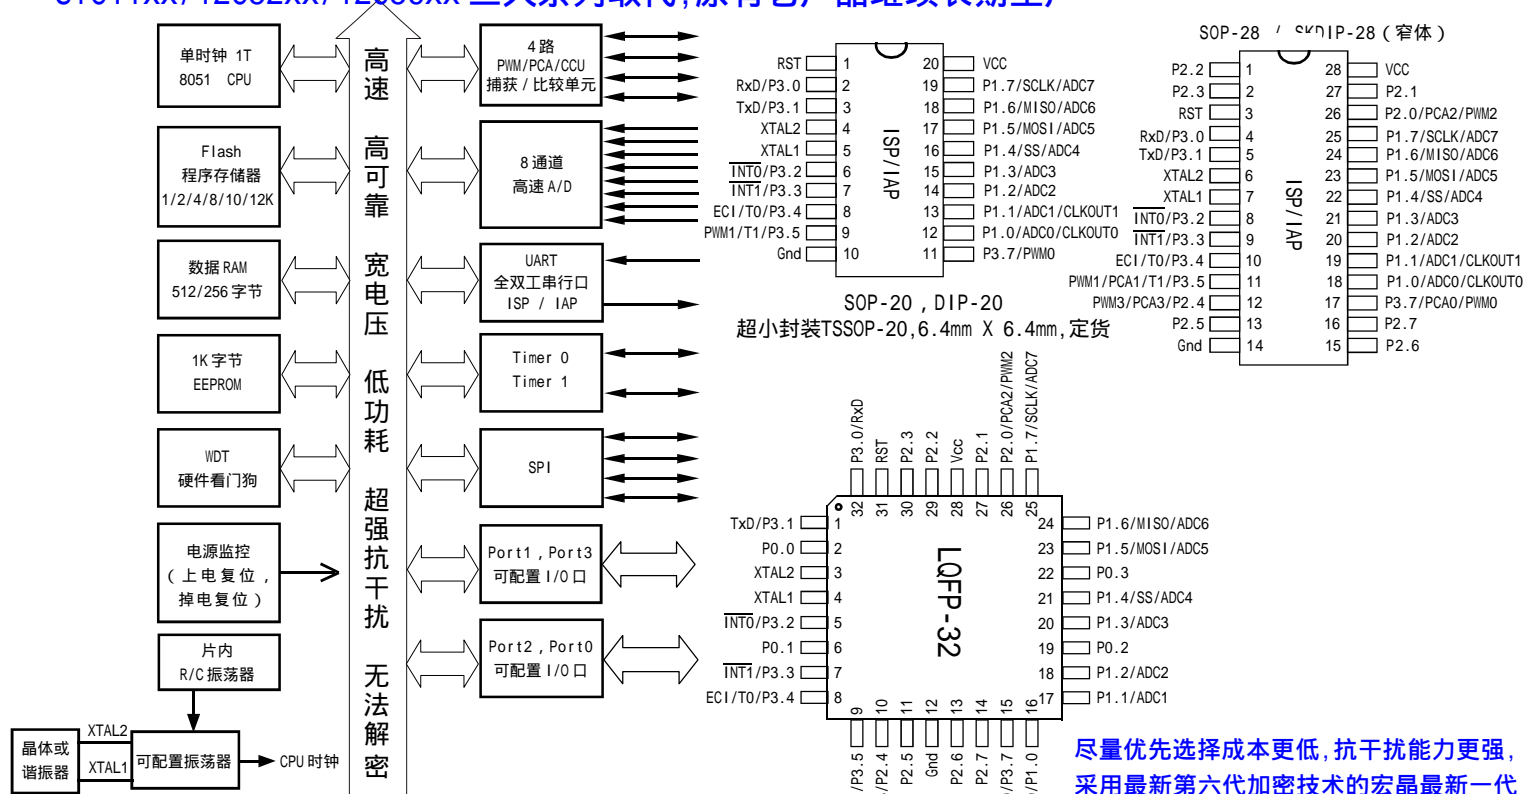 单时钟 1T
8051 CPU
Flash
程序存储器
1/2/4/8/10/12K
数据 RAM
512/256 字节
1K 字节
EEPROM
WDT
硬件看门狗
电源监控
(上电复位,
掉电复位)
片内
R/C 振荡器
晶体或
谐振器
XTAL2
XTAL1
可配置振荡器
CPU 时钟
高速 高可靠 宽电压 低功耗 超强抗干扰 无法解密
4 路
PWM/PCA/CCU
捕获/比较单元
8 通道
高速 A/D
UART
全双工串行口
ISP / IAP
Timer 0
Timer 1
SPI
Port1,Port3
可配置 I/O 口
Port2,Port0
可配置 I/O 口
RST 1
RxD/P3.0 2
TxD/P3.1 3
XTAL2 4
XTAL1 5
INT0/P3.2 6
INT1/P3.3 7
ECI/T0/P3.4 8
PWM1/T1/P3.5 9
Gnd 10
ISP/IAP
20 VCC
19 P1.7/SCLK/ADC7
18 P1.6/MISO/ADC6
17 P1.5/MOSI/ADC5
16 P1.4/SS/ADC4
15 P1.3/ADC3
14 P1.2/ADC2
13 P1.1/ADC1/CLKOUT1
12 P1.0/ADC0/CLKOUT0
11 P3.7/PWM0
SOP-20,DIP-20
超小封装TSSOP-20,6.4mm X 6.4mm,定货
SOP-28 / SKDIP-28(窄体)
P2.2 1
P2.3 2
RST 3
RxD/P3.0 4
TxD/P3.1 5
XTAL2 6
XTAL1 7
INT0/P3.2 8
INT1/P3.3 9
ECI/T0/P3.4 10
PWM1/PCA1/T1/P3.5 11
PWM3/PCA3/P2.4 12
P2.5 13
Gnd 14
ISP/IAP
28 VCC
27 P2.1
26 P2.0/PCA2/PWM2
25 P1.7/SCLK/ADC7
24 P1.6/MISO/ADC6
23 P1.5/MOSI/ADC5
22 P1.4/SS/ADC4
21 P1.3/ADC3
20 P1.2/ADC2
19 P1.1/ADC1/CLKOUT1
18 P1.0/ADC0/CLKOUT0
17 P3.7/PCA0/PWM0
16 P2.7
15 P2.6
32 P3.0/RxD
31 RST
30 P2.3
29 P2.2
28 Vcc
27 P2.1
26 P2.0/PCA2/PWM2
25 P1.7/SCLK/ADC7
TxD/P3.1 1
P0.0 2
XTAL2 3
XTAL1 4
INT0/P3.2 5
P0.1 6
INT1/P3.3 7
ECI/T0/P3.4 8
LQFP-32
24 P1.6/MISO/ADC6
23 P1.5/MOSI/ADC5
22 P0.3
21 P1.4/SS/ADC4
20 P1.3/ADC3
19 P0.2
18 P1.2/ADC2
17 P1.1/ADC1
9 /P3.5
10 /P2.4
11 P2.5
12 Gnd
13 P2.6
14 P2.7
15 /P3.7
16 /P1.0
尽量优先选择成本更低,抗干扰能力更强,
采用最新第六代加密技术的宏晶最新一代